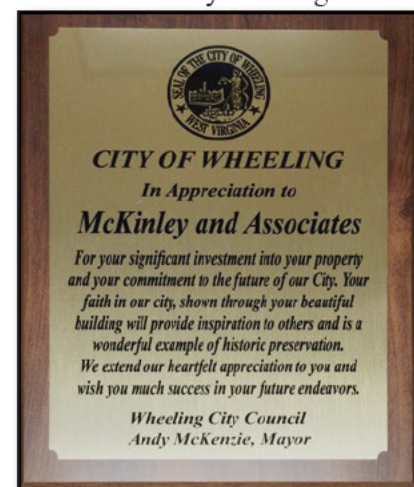 SEAL OF THE CITY OF WHEELING
WEST VIRGINIA
CITY OF WHEELING
In Appreciation to
McKinley and Associates
For your significant investment into your property
and your commitment to the future of our City. Your
faith in our city, shown through your beautiful
building will provide inspiration to others and is a
wonderful example of historic preservation.
We extend our heartfelt appreciation to you and
wish you much success in your future endeavors.
Wheeling City Council
Andy McKenzie, Mayor